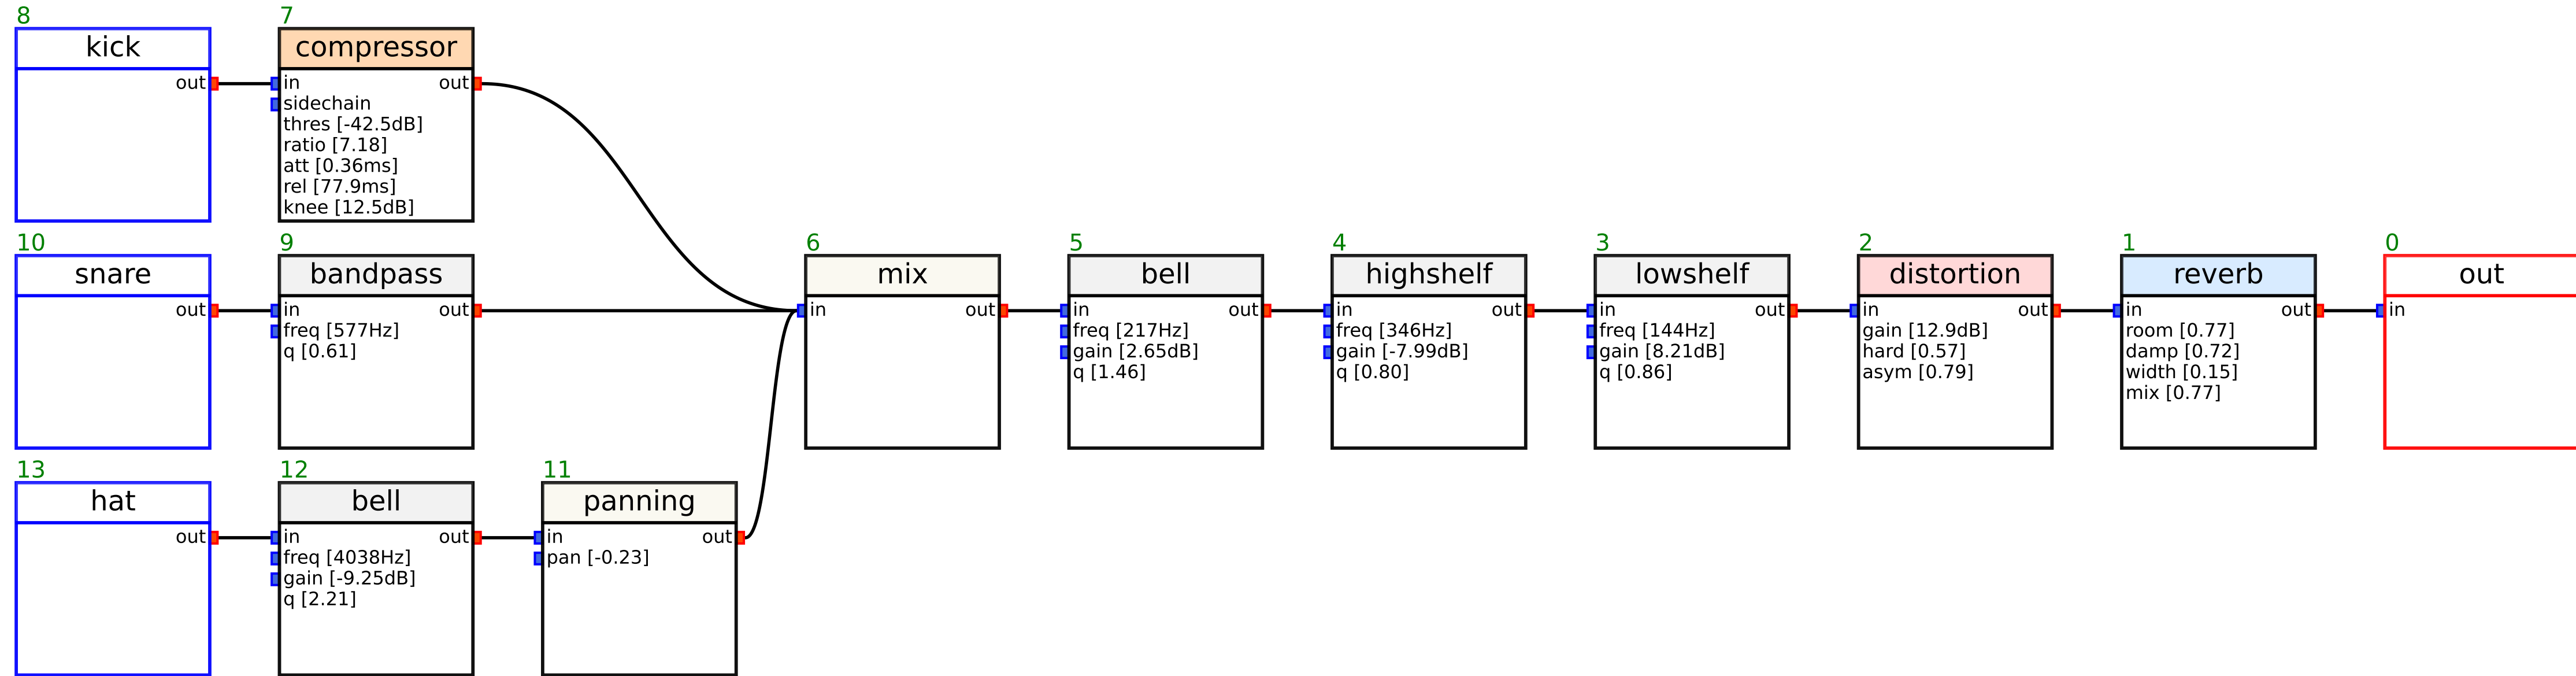 8
kick
out
7
compressor
in out
sidechain
thres [-42.5dB]
ratio [7.18]
att [0.36ms]
rel [77.9ms]
knee [12.5dB]
10
snare
out
9
bandpass
in out
freq [577Hz]
q [0.61]
6
mix
in out
5
bell
in out
freq [217Hz]
gain [2.65dB]
q [1.46]
4
highshelf
in out
freq [346Hz]
gain [-7.99dB]
q [0.80]
3
lowshelf
in out
freq [144Hz]
gain [8.21dB]
q [0.86]
2
distortion
in out
gain [12.9dB]
hard [0.57]
asym [0.79]
1
reverb
in out
room [0.77]
damp [0.72]
width [0.15]
mix [0.77]
0
out
in
13
hat
out
12
bell
in out
freq [4038Hz]
gain [-9.25dB]
q [2.21]
11
panning
in out
pan [-0.23]